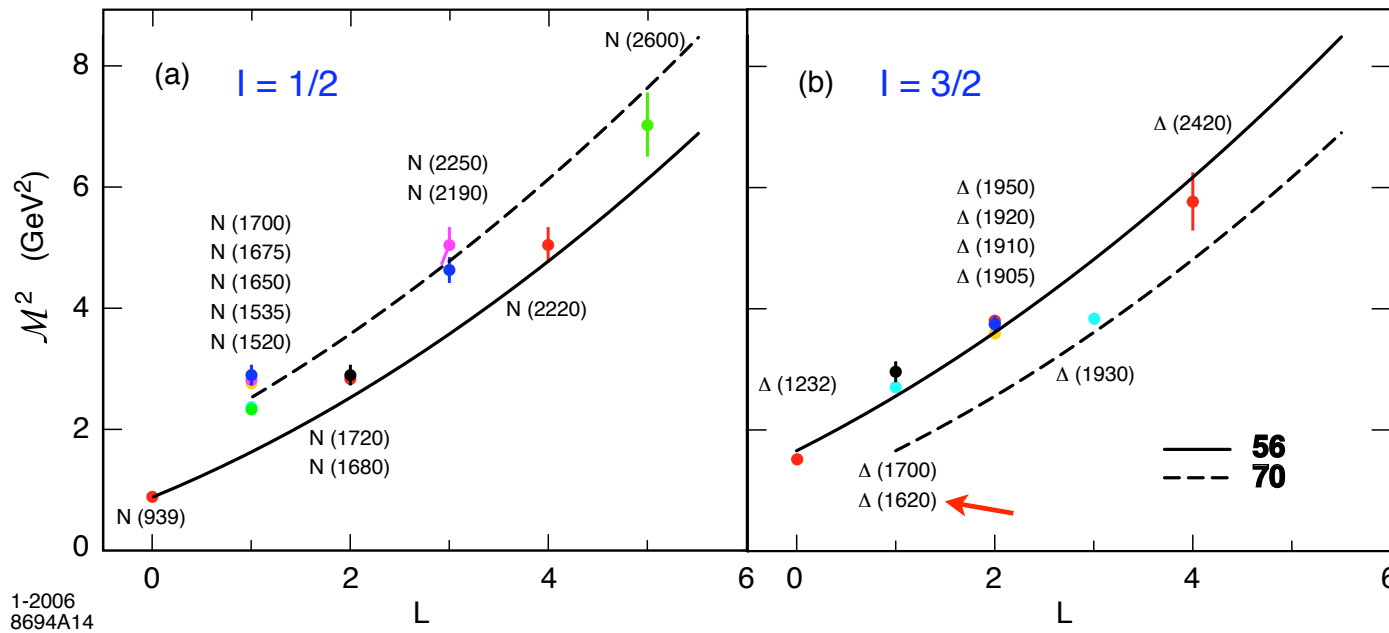 (a)
I = 1/2
N (2600)
N (2250)
N (2190)
N (1700)
N (1675)
N (1650)
N (1535)
N (1520)
N (2220)
N (1720)
N (1680)
N (939)
8
6
4
2
0
ℳ² (GeV²)
0
2
4
6
L
(b)
I = 3/2
Δ (2420)
Δ (1950)
Δ (1920)
Δ (1910)
Δ (1905)
Δ (1232)
Δ (1930)
Δ (1700)
Δ (1620)
56
70
0
2
4
6
L
1-2006
8694A14